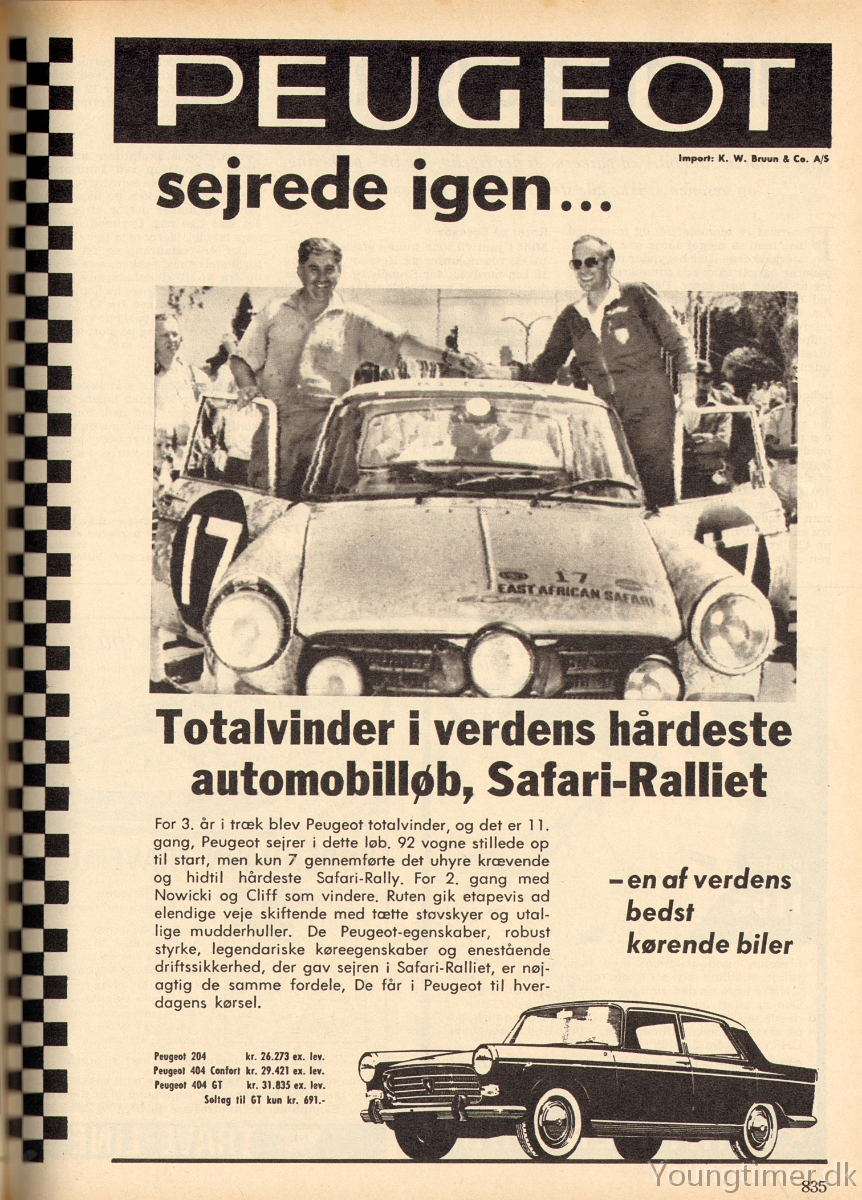 PEUGEOT
Import: K. W. Bruun & Co. A/S
sejrede igen...
17
17
17
EAST AFRICAN SAFARI
Totalvinder i verdens hårdeste
automobilløb, Safari-Ralliet
For 3. år i træk blev Peugeot totalvinder, og det er 11.
gang, Peugeot sejrer i dette løb. 92 vogne stillede op
til start, men kun 7 gennemførte det uhyre krævende
og hidtil hårdeste Safari-Rally. For 2. gang med
Nowicki og Cliff som vindere. Ruten gik etapevis ad
elendige veje skiftende med tætte støvskyer og utal-
lige mudderhuller. De Peugeot-egenskaber, robust
styrke, legendariske køreegenskaber og enestående
driftssikkerhed, der gav sejren i Safari-Ralliet, er nøj-
agtig de samme fordele, De får i Peugeot til hver-
dagens kørsel.
– en af verdens
bedst
kørende biler
Peugeot 204 kr. 26.273 ex. lev.
Peugeot 404 Confort kr. 29.421 ex. lev.
Peugeot 404 GT kr. 31.835 ex. lev.
Soltag til GT kun kr. 691.-
Youngtimer.dk
835